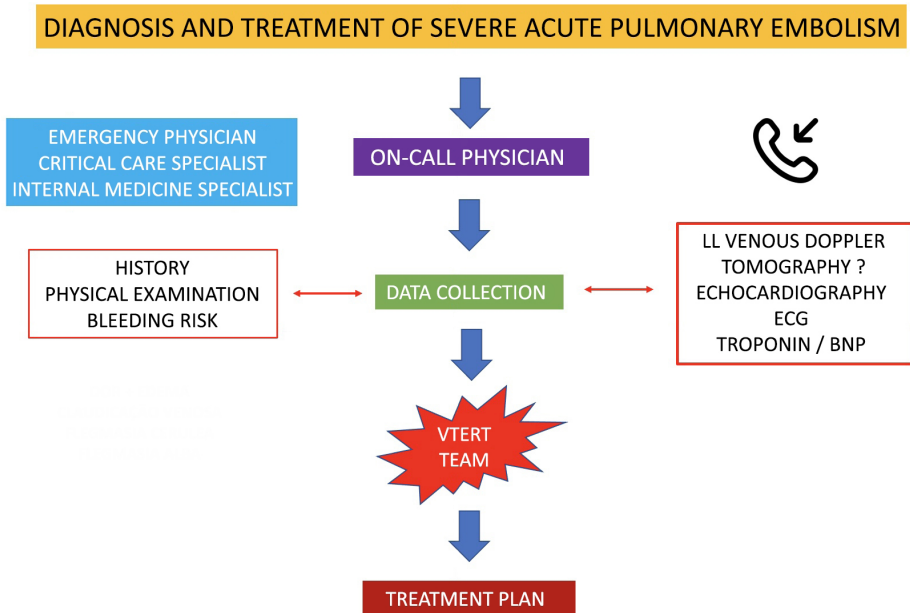 DIAGNOSIS AND TREATMENT OF SEVERE ACUTE PULMONARY EMBOLISM
EMERGENCY PHYSICIAN
CRITICAL CARE SPECIALIST
INTERNAL MEDICINE SPECIALIST
ON-CALL PHYSICIAN
HISTORY
PHYSICAL EXAMINATION
BLEEDING RISK
DATA COLLECTION
LL VENOUS DOPPLER
TOMOGRAPHY ?
ECHOCARDIOGRAPHY
ECG
TROPONIN / BNP
VTERT
TEAM
TREATMENT PLAN